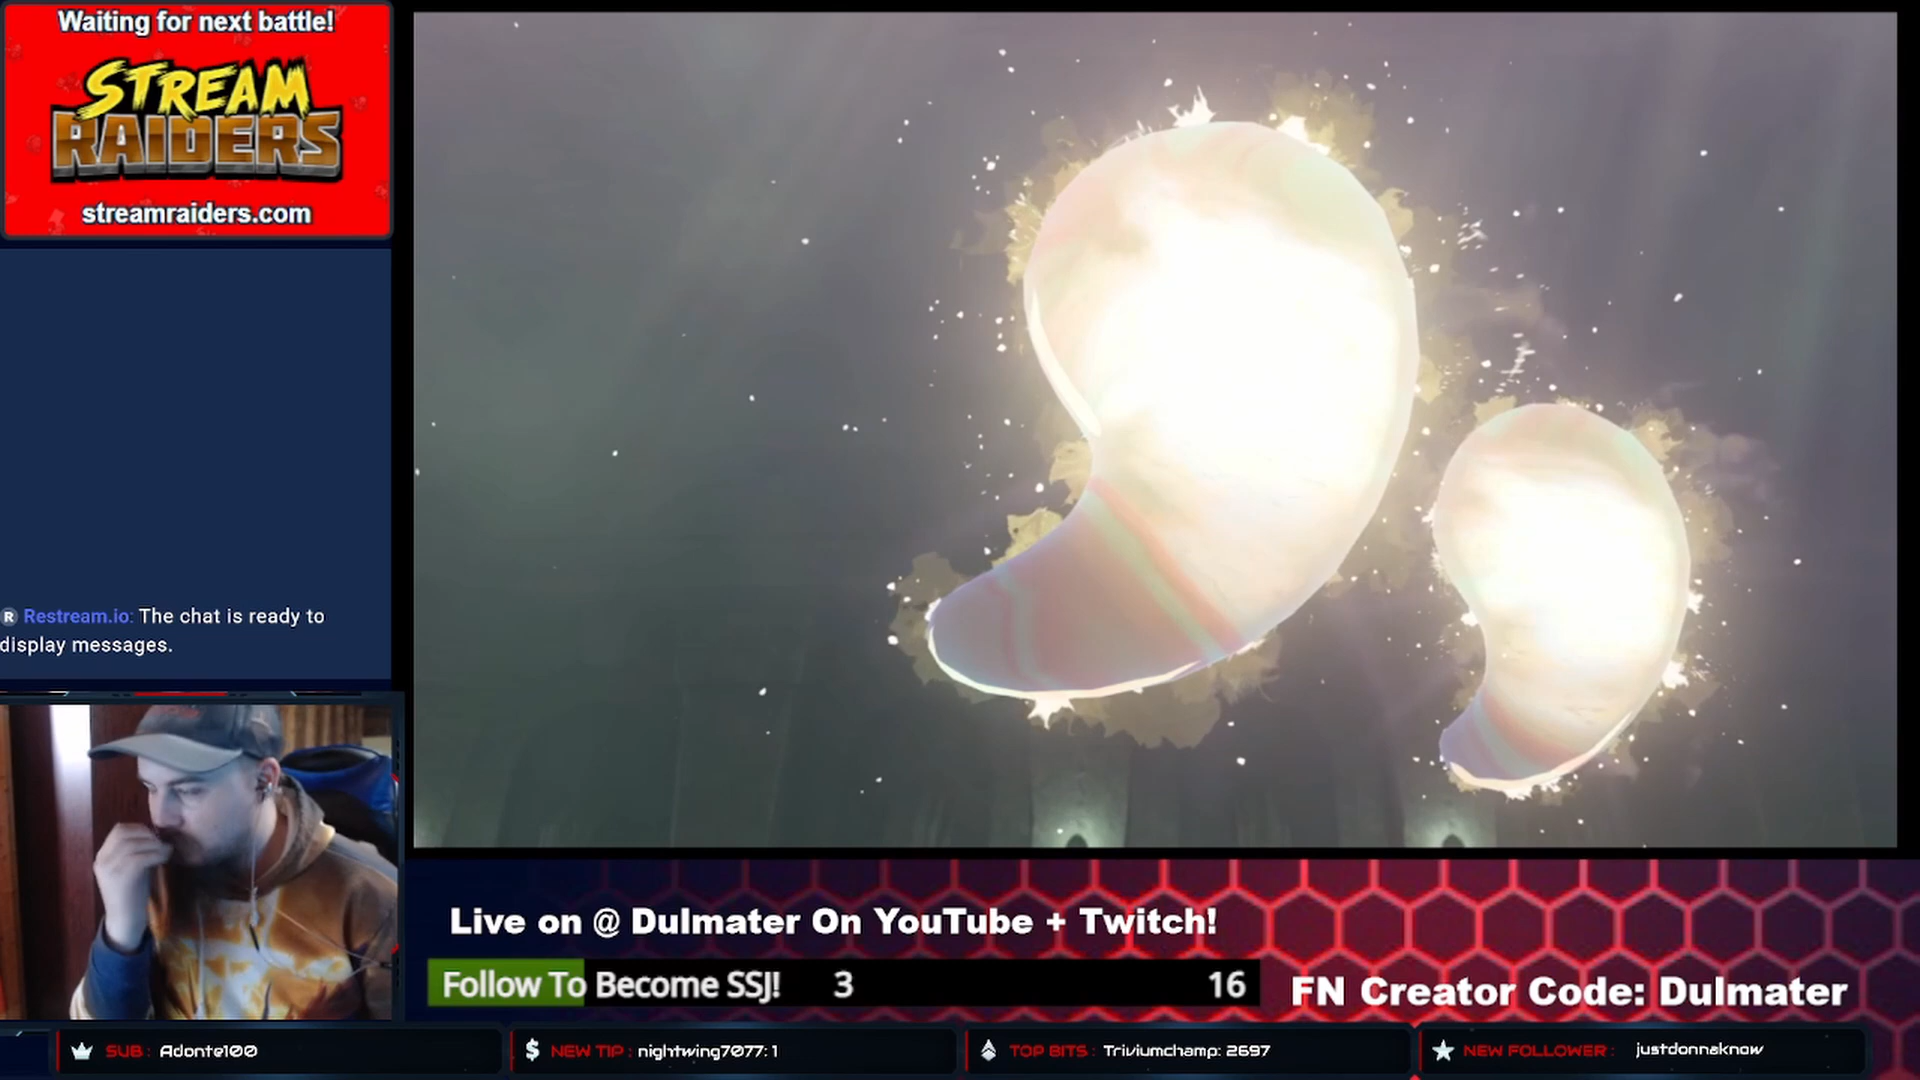 Waiting for next battle!
STREAM
RAIDERS
streamraiders.com
R Restream.io: The chat is ready to
display messages.
Live on @ Dulmater On YouTube + Twitch!
Follow To Become SSJ! 3 16
FN Creator Code: Dulmater
SUB : Adonte100
$ NEW TIP : nightwing7077: 1
TOP BITS : Triviumchamp: 2697
NEW FOLLOWER : justdonnaknow